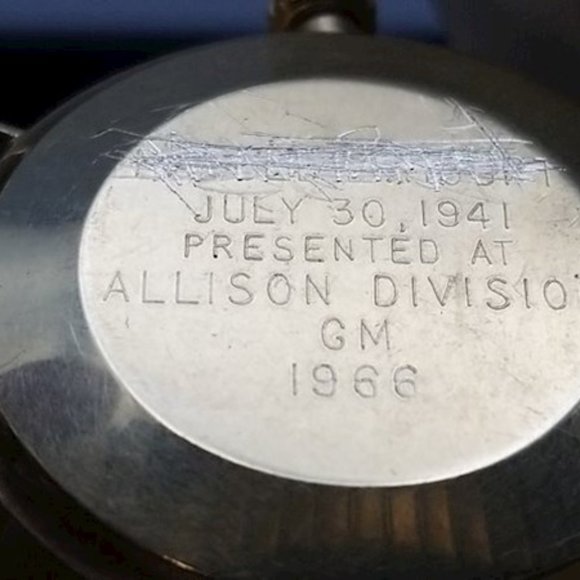 JULY 30, 1941
PRESENTED AT
ALLISON DIVISIO
GM
1966